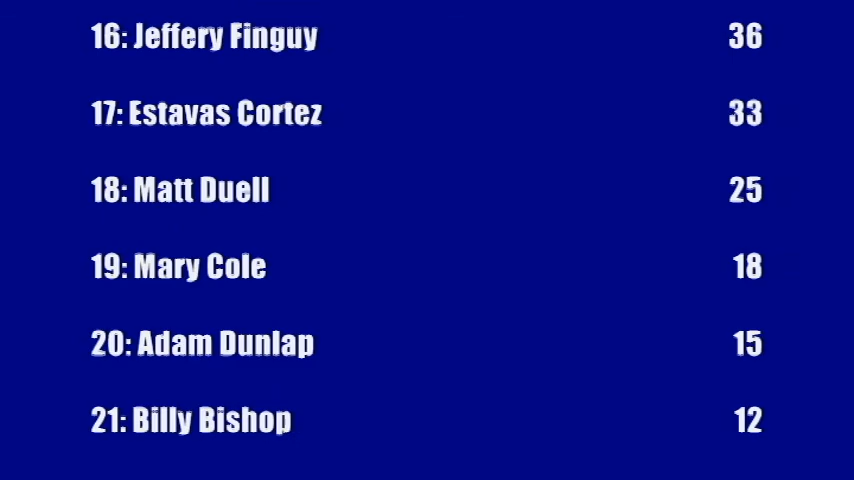 16: Jeffery Finguy 36
17: Estavas Cortez 33
18: Matt Duell 25
19: Mary Cole 18
20: Adam Dunlap 15
21: Billy Bishop 12